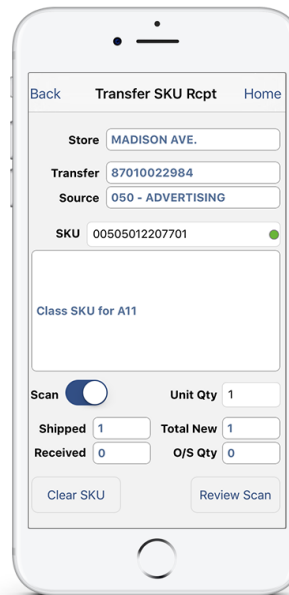 Back Transfer SKU Rcpt Home
Store MADISON AVE.
Transfer 87010022984
Source 050 - ADVERTISING
SKU 00505012207701
Class SKU for A11
Scan Unit Qty 1
Shipped 1 Total New 1
Received 0 O/S Qty 0
Clear SKU Review Scan